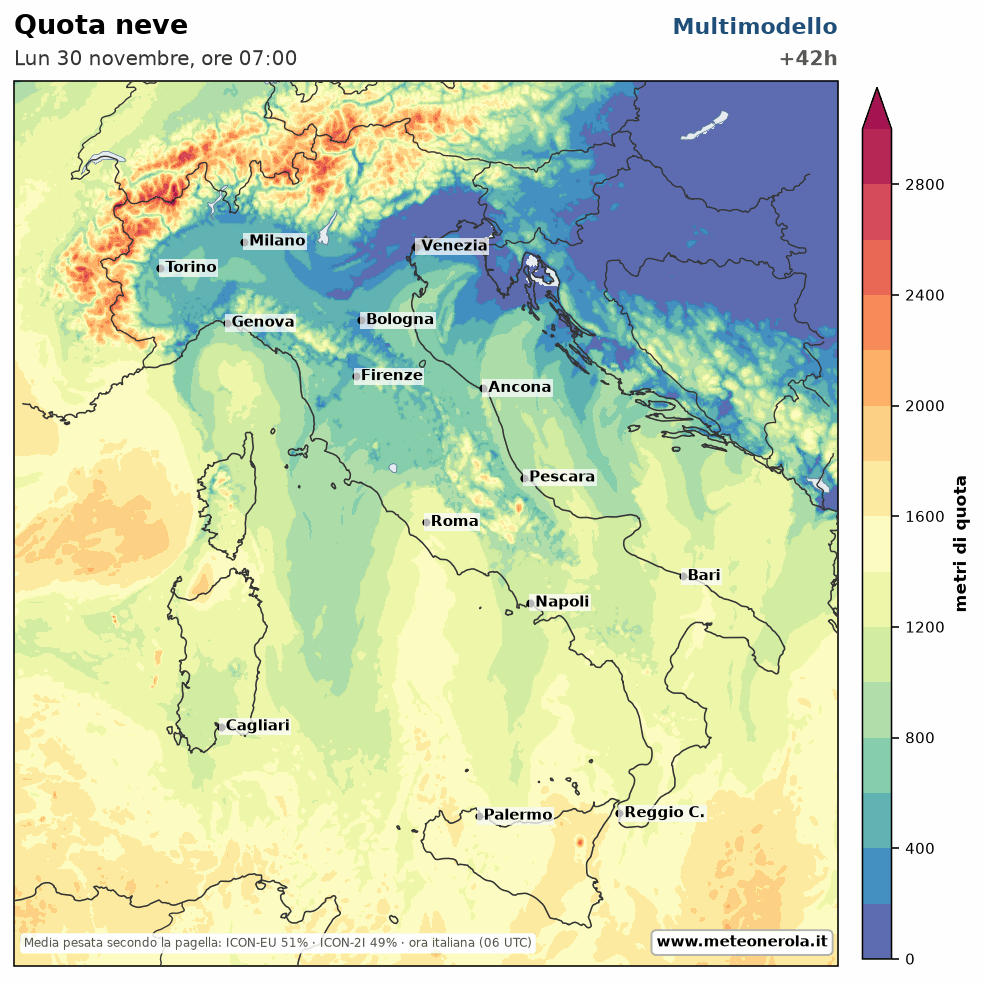 Quota neve
Multimodello
Lun 30 novembre, ore 07:00
+42h
Milano
Venezia
Torino
Genova
Bologna
Firenze
Ancona
Pescara
Roma
Bari
Napoli
Cagliari
Palermo
Reggio C.
2800
2400
2000
1600
1200
800
400
0
metri di quota
Media pesata secondo la pagella: ICON-EU 51% · ICON-2I 49% · ora italiana (06 UTC)
www.meteonerola.it